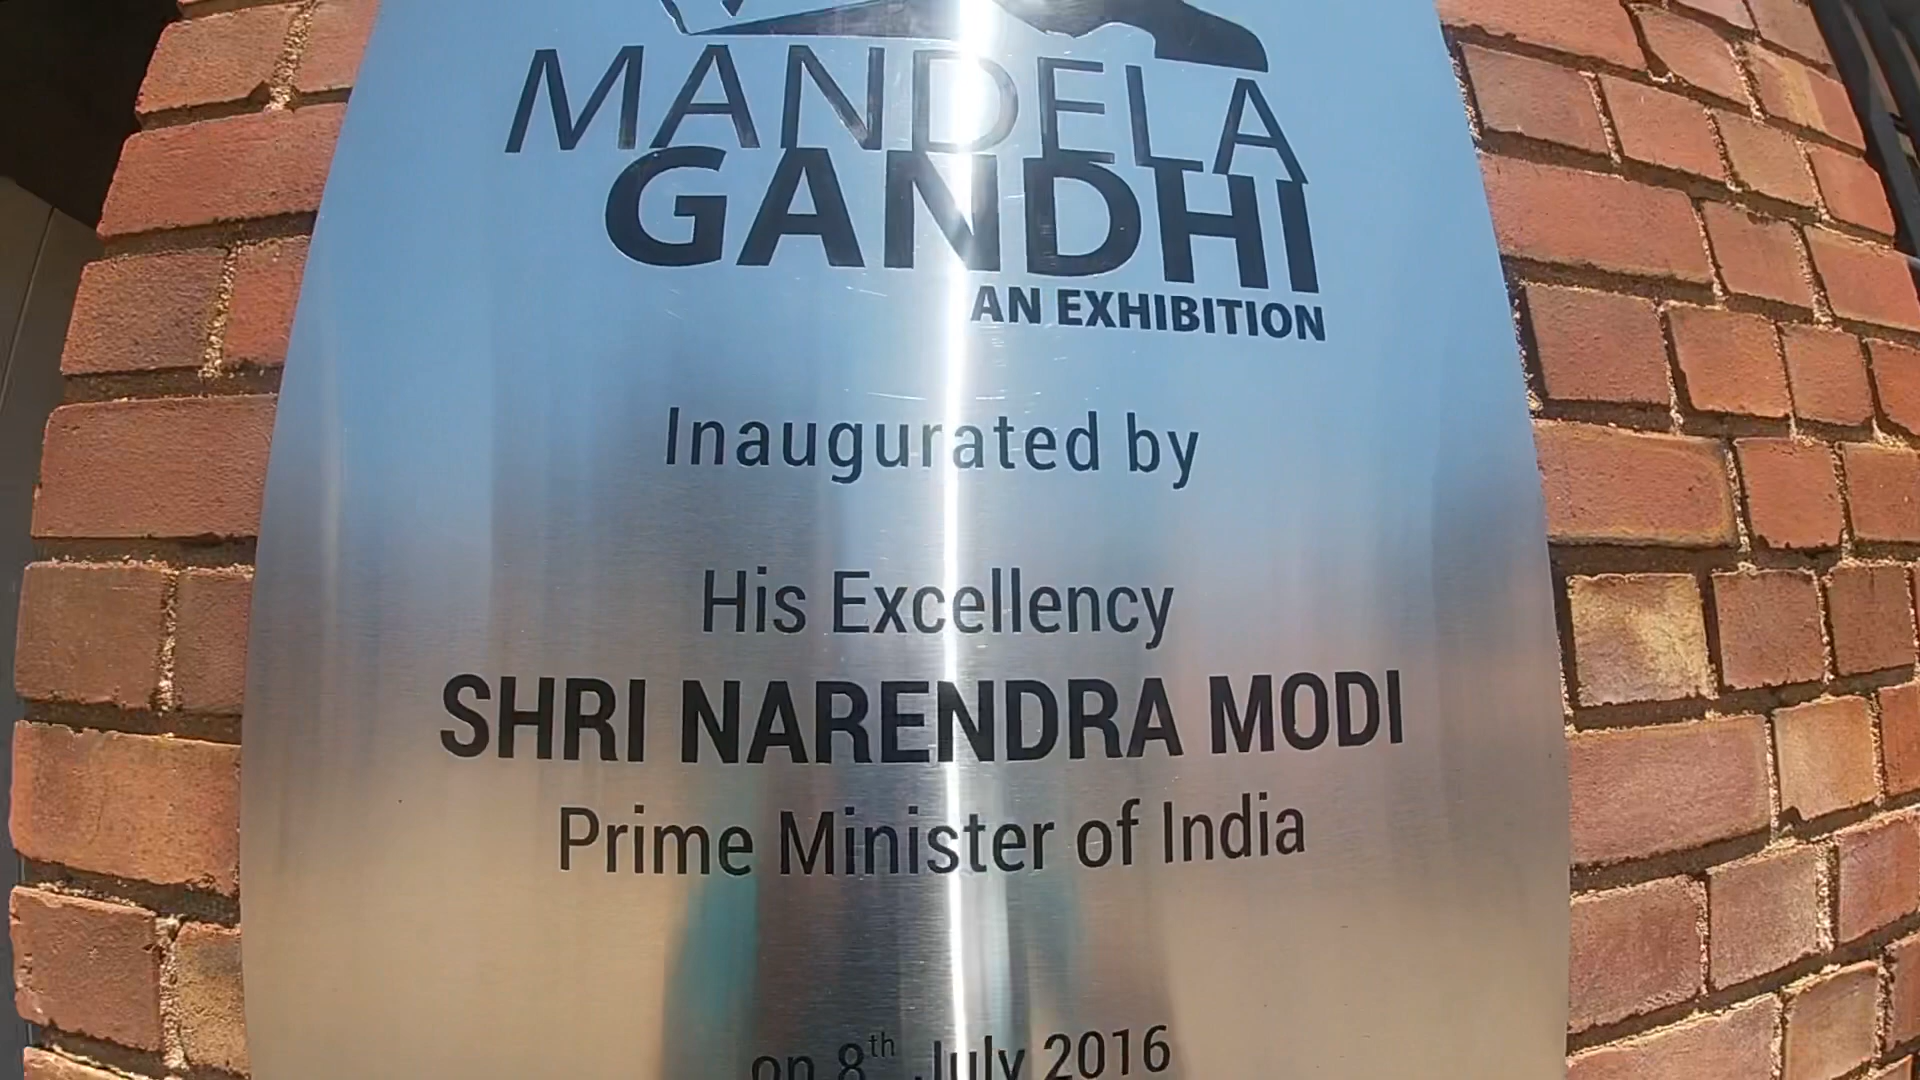 MANDELA
GANDHI
AN EXHIBITION
Inaugurated by
His Excellency
SHRI NARENDRA MODI
Prime Minister of India
on 8th July 2016